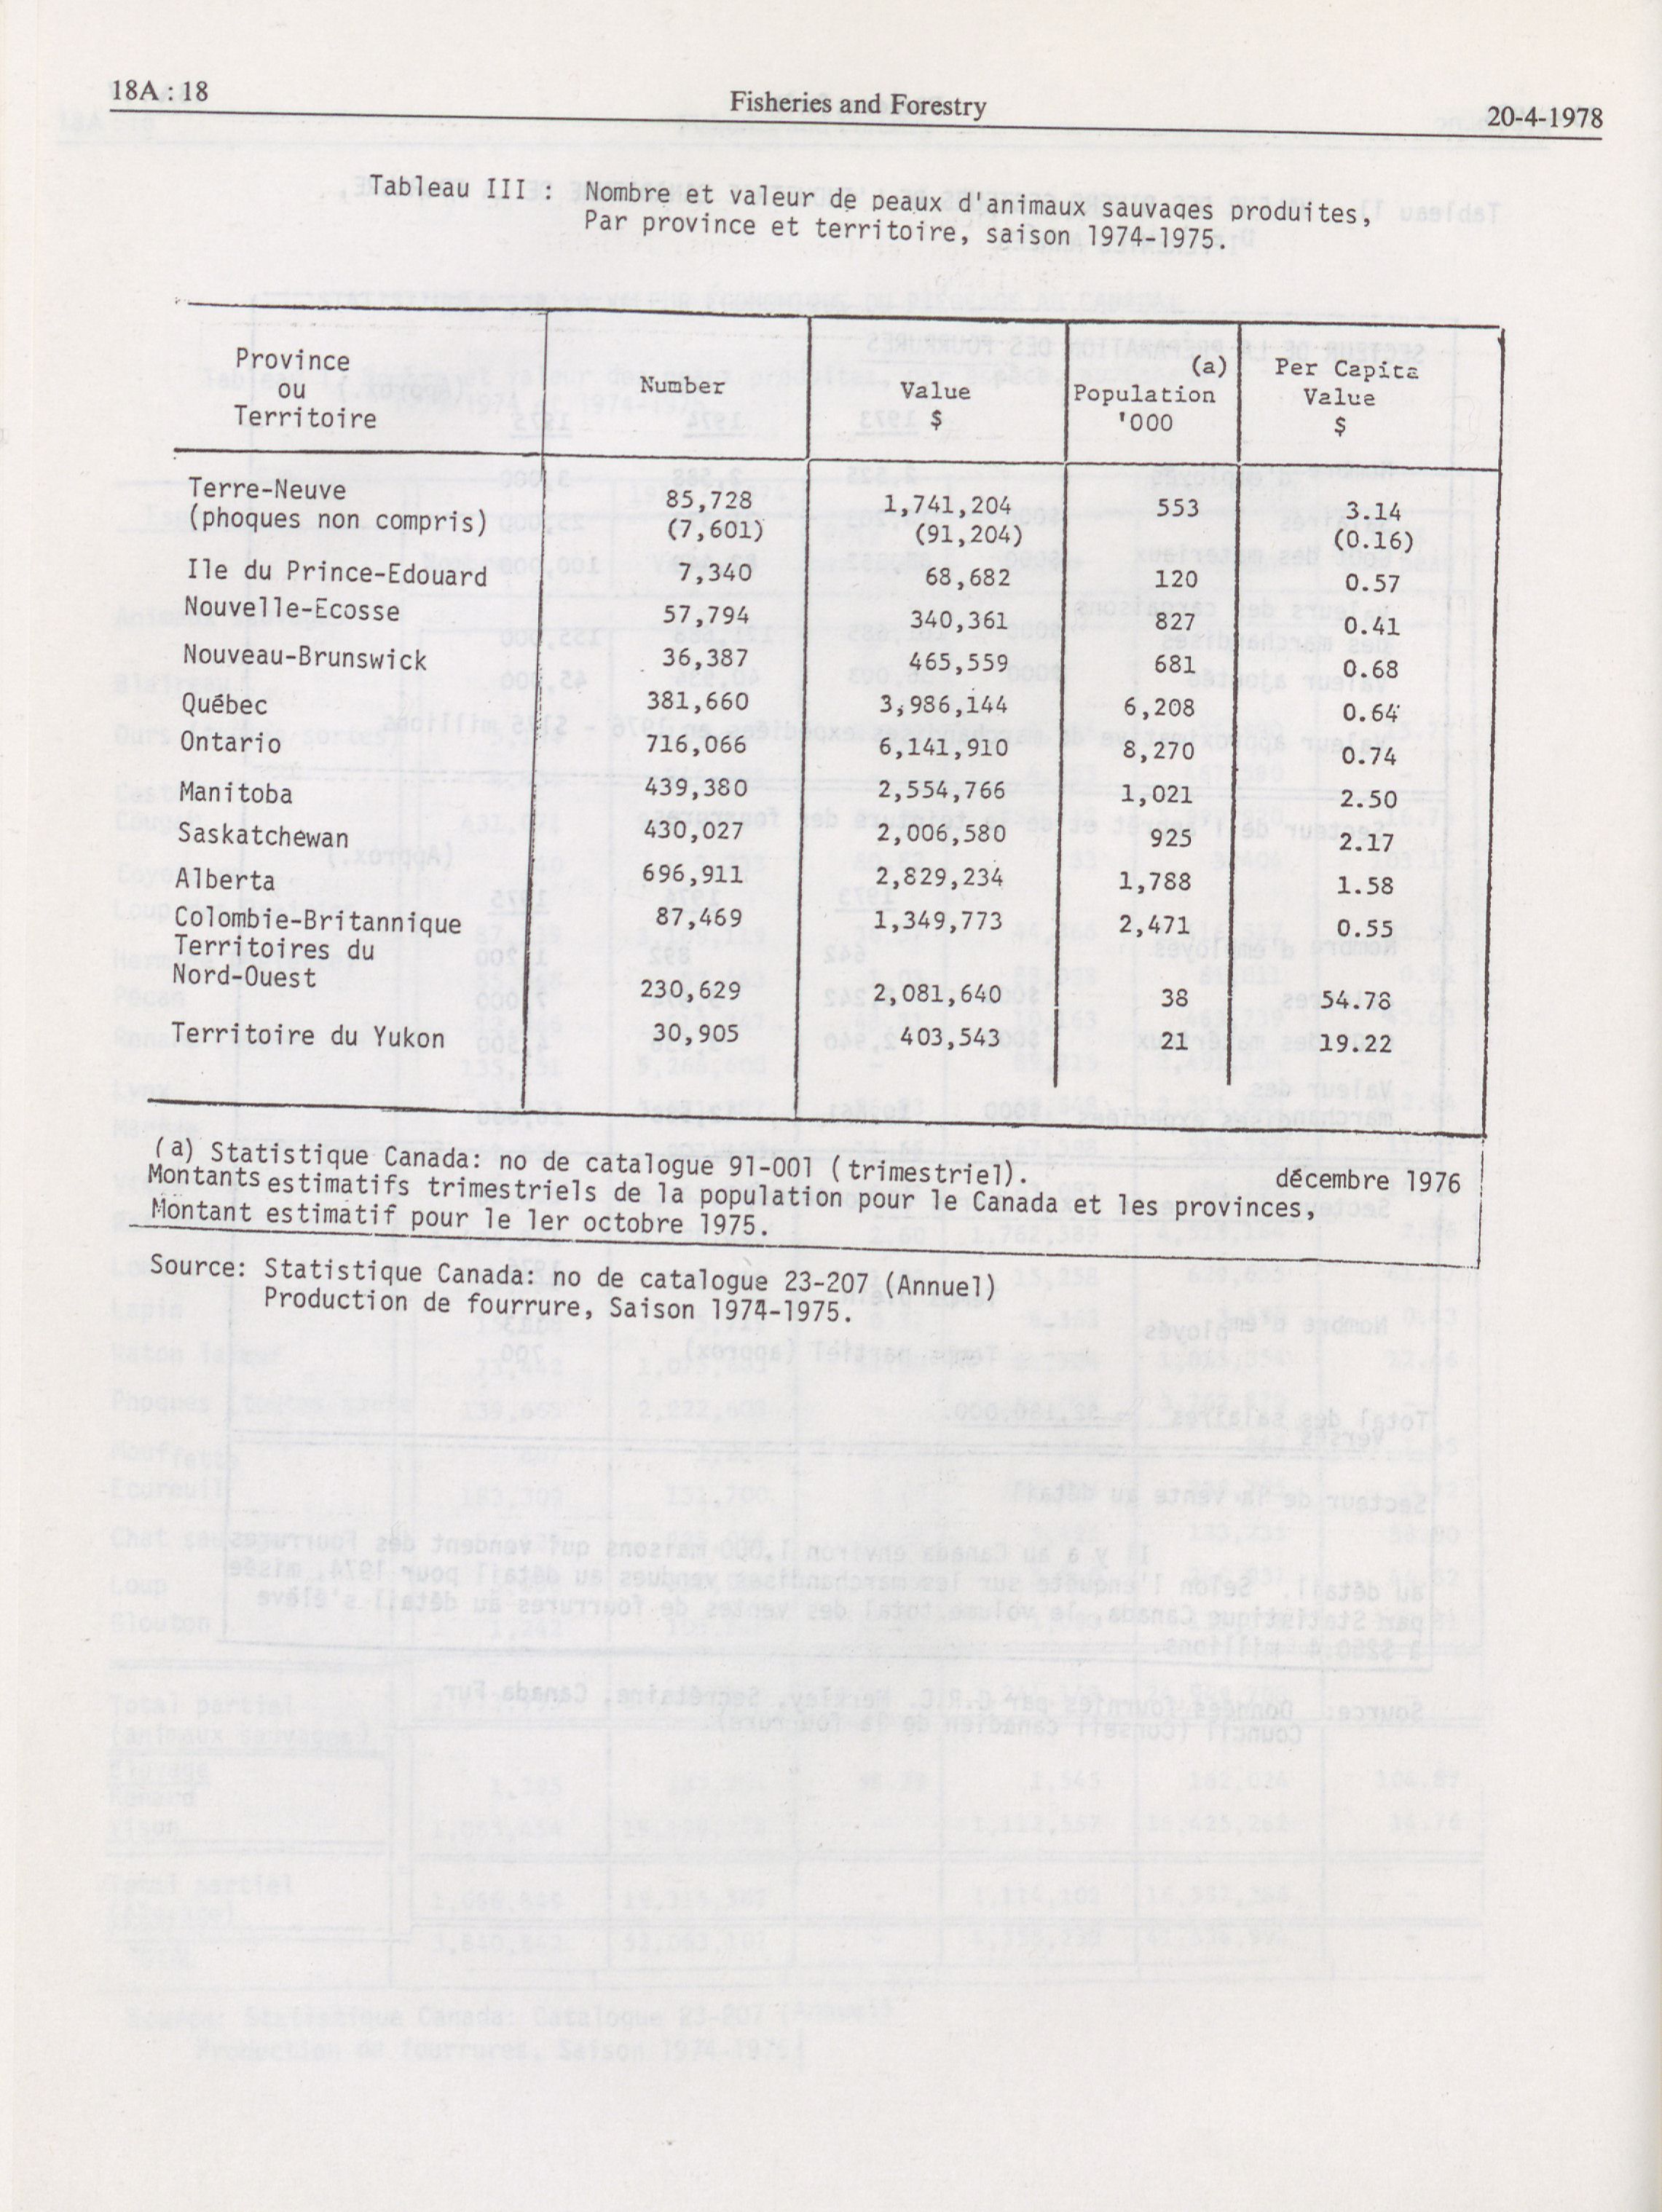 18A : 18
Fisheries and Forestry
20-4-1978
Tableau III : Nombre et valeur de peaux d'animaux sauvages produites,
Par province et territoire, saison 1974-1975.
Province
ou
Territoire
Number
Value
$
(a)
Population
'000
Per Capita
Value
$
Terre-Neuve 85,728 1,741,204 553 3.14
(phoques non compris) (7,601) (91,204) (0.16)
Ile du Prince-Edouard 7,340 68,682 120 0.57
Nouvelle-Ecosse 57,794 340,361 827 0.41
Nouveau-Brunswick 36,387 465,559 681 0.68
Québec 381,660 3,986,144 6,208 0.64
Ontario 716,066 6,141,910 8,270 0.74
Manitoba 439,380 2,554,766 1,021 2.50
Saskatchewan 430,027 2,006,580 925 2.17
Alberta 696,911 2,829,234 1,788 1.58
Colombie-Britannique 87,469 1,349,773 2,471 0.55
Territoires du
Nord-Ouest 230,629 2,081,640 38 54.78
Territoire du Yukon 30,905 403,543 21 19.22
(a) Statistique Canada: no de catalogue 91-001 (trimestriel). décembre 1976
Montants estimatifs trimestriels de la population pour le Canada et les provinces,
Montant estimatif pour le 1er octobre 1975.
Source: Statistique Canada: no de catalogue 23-207 (Annuel)
Production de fourrure, Saison 1974-1975.